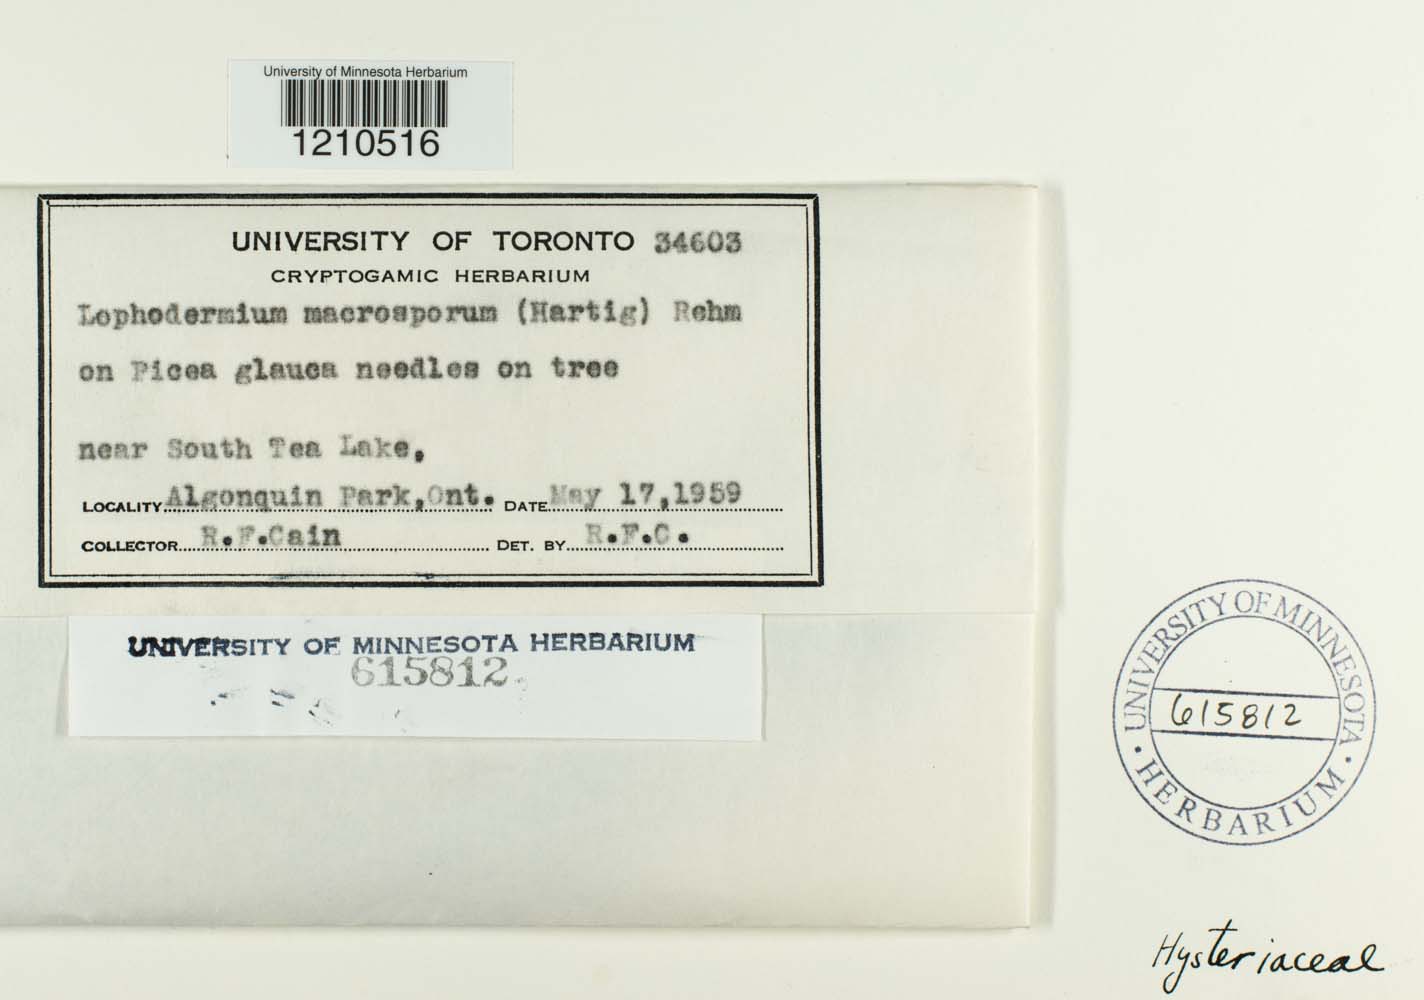 University of Minnesota Herbarium
1210516
UNIVERSITY OF TORONTO 34603
CRYPTOGAMIC HERBARIUM
Lophodermium macrosporum (Hartig) Rehm
on Picea glauca needles on tree
near South Tea Lake,
LOCALITY Algonquin Park, Ont. DATE May 17, 1959
COLLECTOR R.F.Cain DET. BY R.F.C.
UNIVERSITY OF MINNESOTA HERBARIUM
615812
UNIVERSITY OF MINNESOTA
615812
• HERBARIUM •
Hysteriaceae